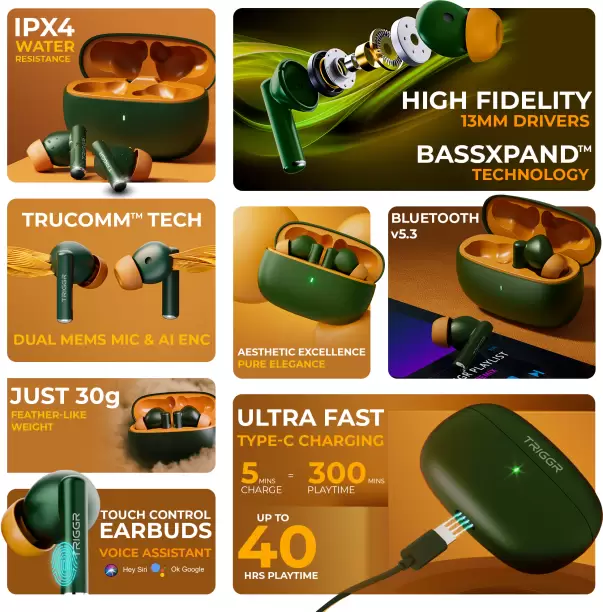 IPX4
WATER
RESISTANCE
HIGH FIDELITY
13MM DRIVERS
BASSXPAND™
TECHNOLOGY
TRUCOMM™ TECH
TRIGGR
DUAL MEMS MIC & AI ENC
AESTHETIC EXCELLENCE
PURE ELEGANCE
BLUETOOTH
v5.3
PLAYLIST
JUST 30g
FEATHER-LIKE
WEIGHT
ULTRA FAST
TYPE-C CHARGING
5 MINS CHARGE = 300 MINS PLAYTIME
UP TO
40
HRS PLAYTIME
TRIGGR
TOUCH CONTROL
EARBUDS
VOICE ASSISTANT
Hey Siri Ok Google
TRIGGR